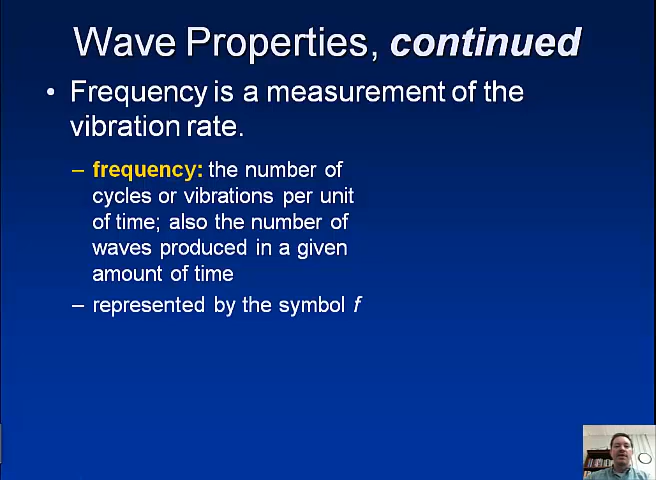 Wave Properties, continued
• Frequency is a measurement of the
vibration rate.
– frequency: the number of
cycles or vibrations per unit
of time; also the number of
waves produced in a given
amount of time
– represented by the symbol f